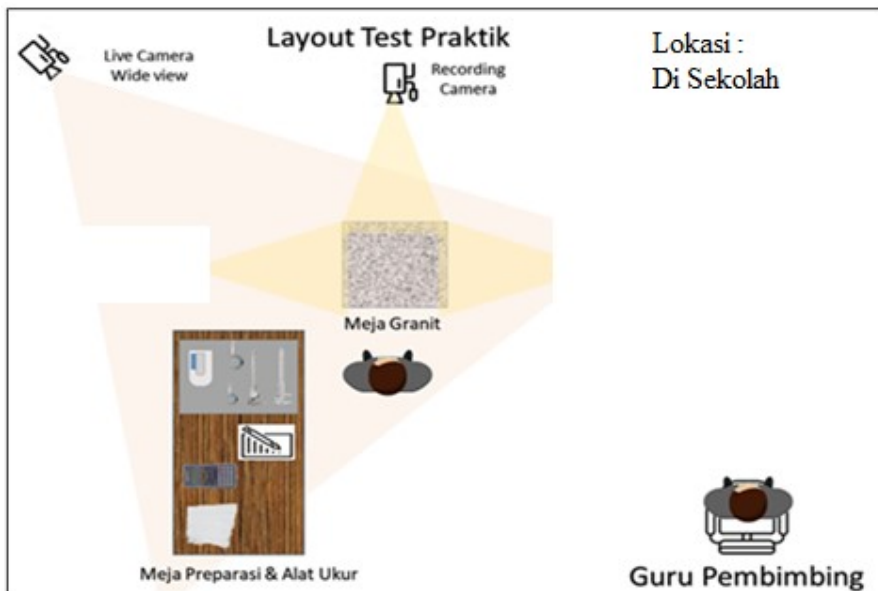 Layout Test Praktik
Lokasi :
Di Sekolah
Live Camera
Wide view
Recording
Camera
Meja Granit
Meja Preparasi & Alat Ukur
Guru Pembimbing